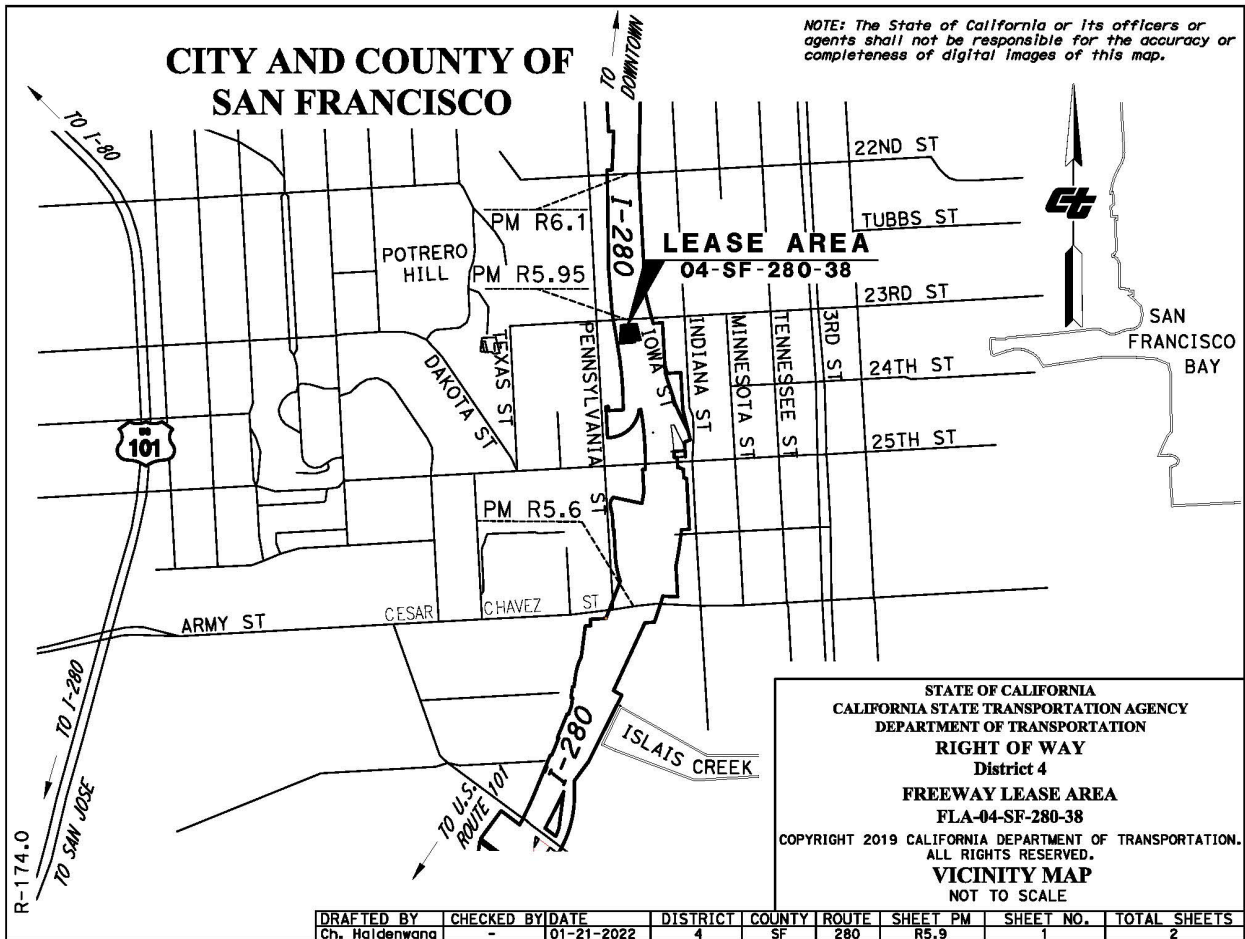 NOTE: The State of California or its officers or
agents shall not be responsible for the accuracy or
completeness of digital images of this map.
CITY AND COUNTY OF
SAN FRANCISCO
TO
DOWNTOWN
TO I-80
22ND ST
TUBBS ST
PM R6.1
I-280
LEASE AREA
04-SF-280-38
POTRERO
HILL
PM R5.95
23RD ST
SAN
FRANCISCO
BAY
DAKOTA ST
TEXAS ST
PENNSYLVANIA ST
IOWA ST
INDIANA ST
MINNESOTA ST
TENNESSEE ST
3RD ST
24TH ST
25TH ST
US
101
PM R5.6
ARMY ST
CESAR CHAVEZ ST
TO I-280
TO SAN JOSE
I-280
ISLAIS CREEK
TO U.S.
ROUTE 101
R-174.0
STATE OF CALIFORNIA
CALIFORNIA STATE TRANSPORTATION AGENCY
DEPARTMENT OF TRANSPORTATION
RIGHT OF WAY
District 4
FREEWAY LEASE AREA
FLA-04-SF-280-38
COPYRIGHT 2019 CALIFORNIA DEPARTMENT OF TRANSPORTATION.
ALL RIGHTS RESERVED.
VICINITY MAP
NOT TO SCALE
DRAFTED BY CHECKED BY DATE DISTRICT COUNTY ROUTE SHEET PM SHEET NO. TOTAL SHEETS
Ch. Haldenwang - 01-21-2022 4 SF 280 R5.9 1 2